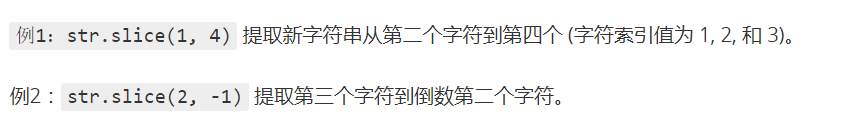 例1：str.slice(1, 4) 提取新字符串从第二个字符到第四个 (字符索引值为 1, 2, 和 3)。
例2：str.slice(2, -1) 提取第三个字符到倒数第二个字符。